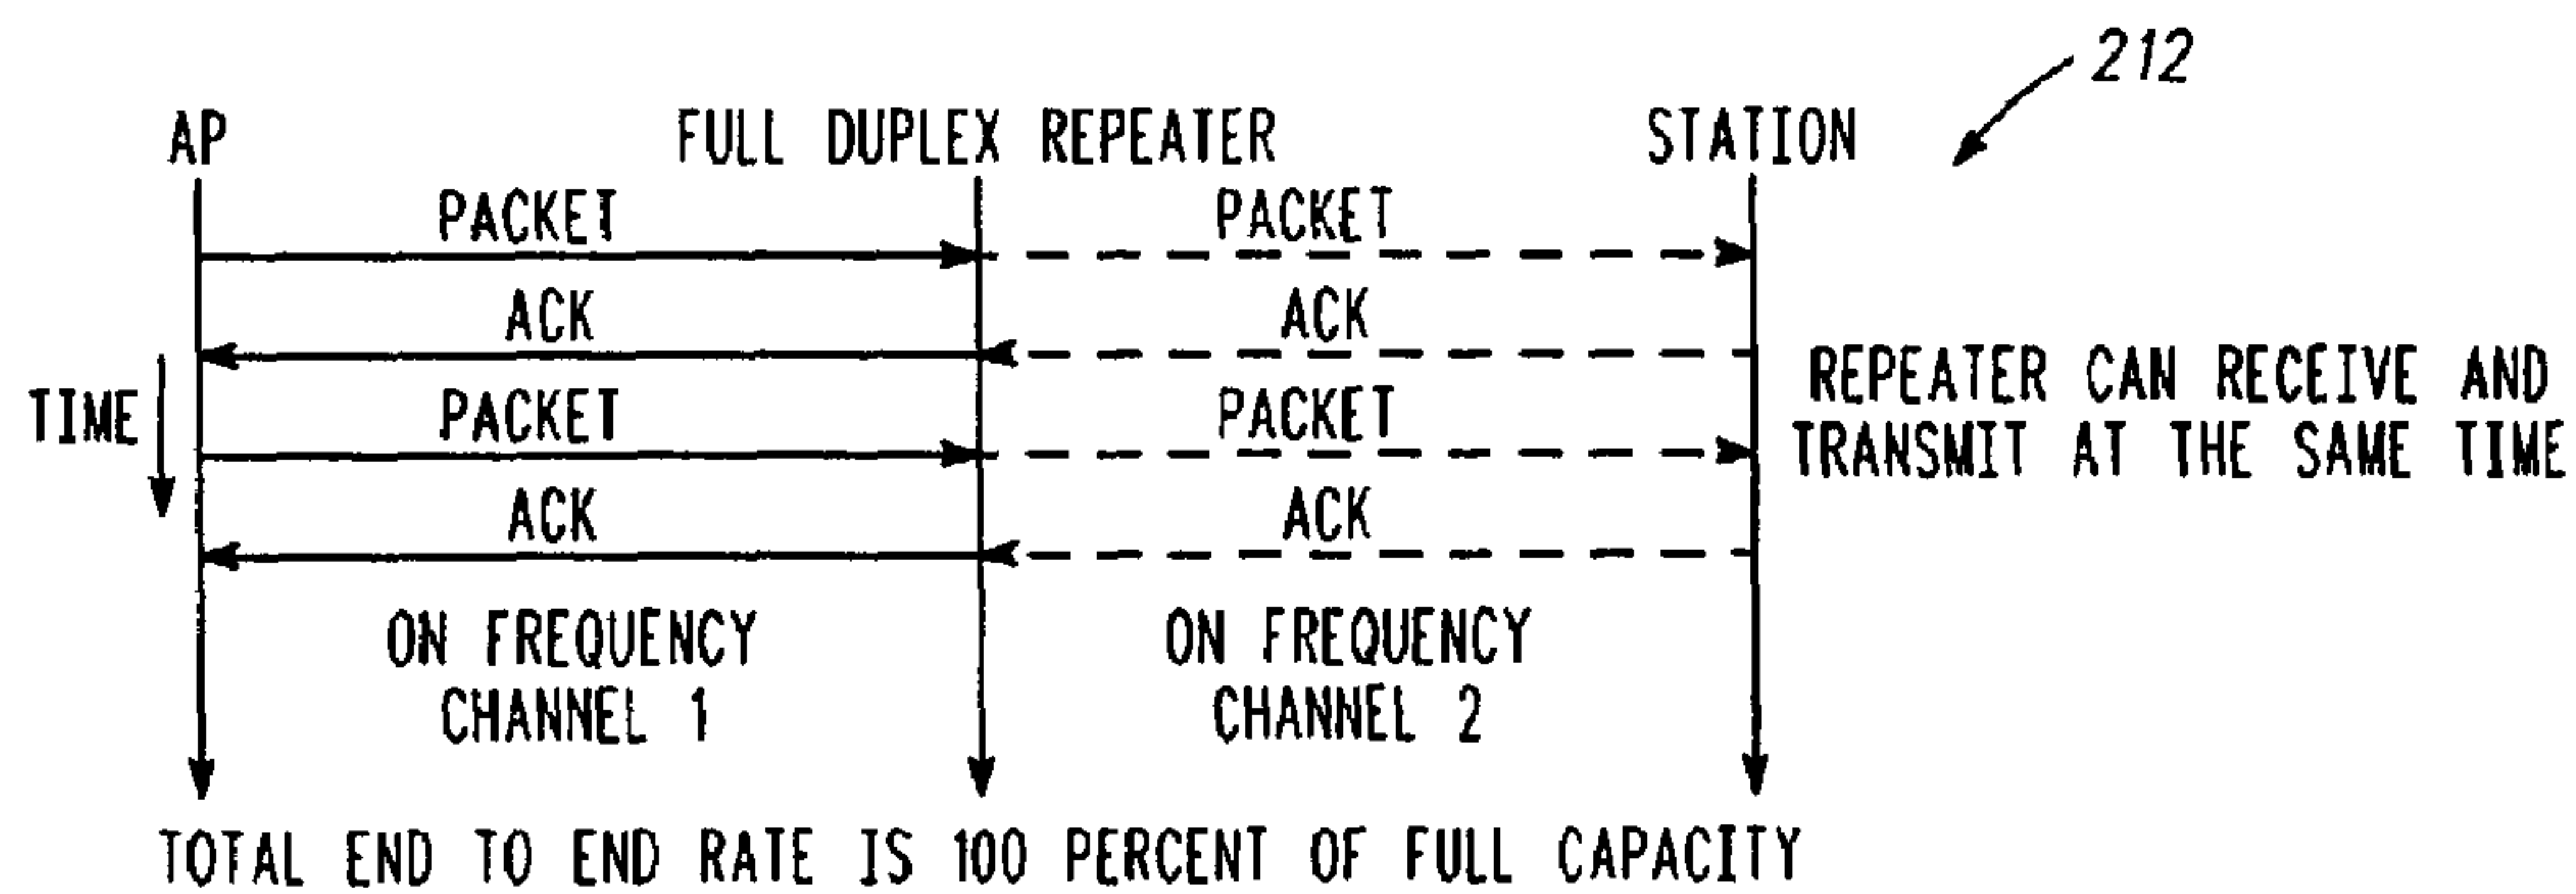 212
AP
FULL DUPLEX REPEATER
STATION
PACKET
PACKET
ACK
ACK
TIME
PACKET
PACKET
REPEATER CAN RECEIVE AND
TRANSMIT AT THE SAME TIME
ACK
ACK
ON FREQUENCY
CHANNEL 1
ON FREQUENCY
CHANNEL 2
TOTAL END TO END RATE IS 100 PERCENT OF FULL CAPACITY